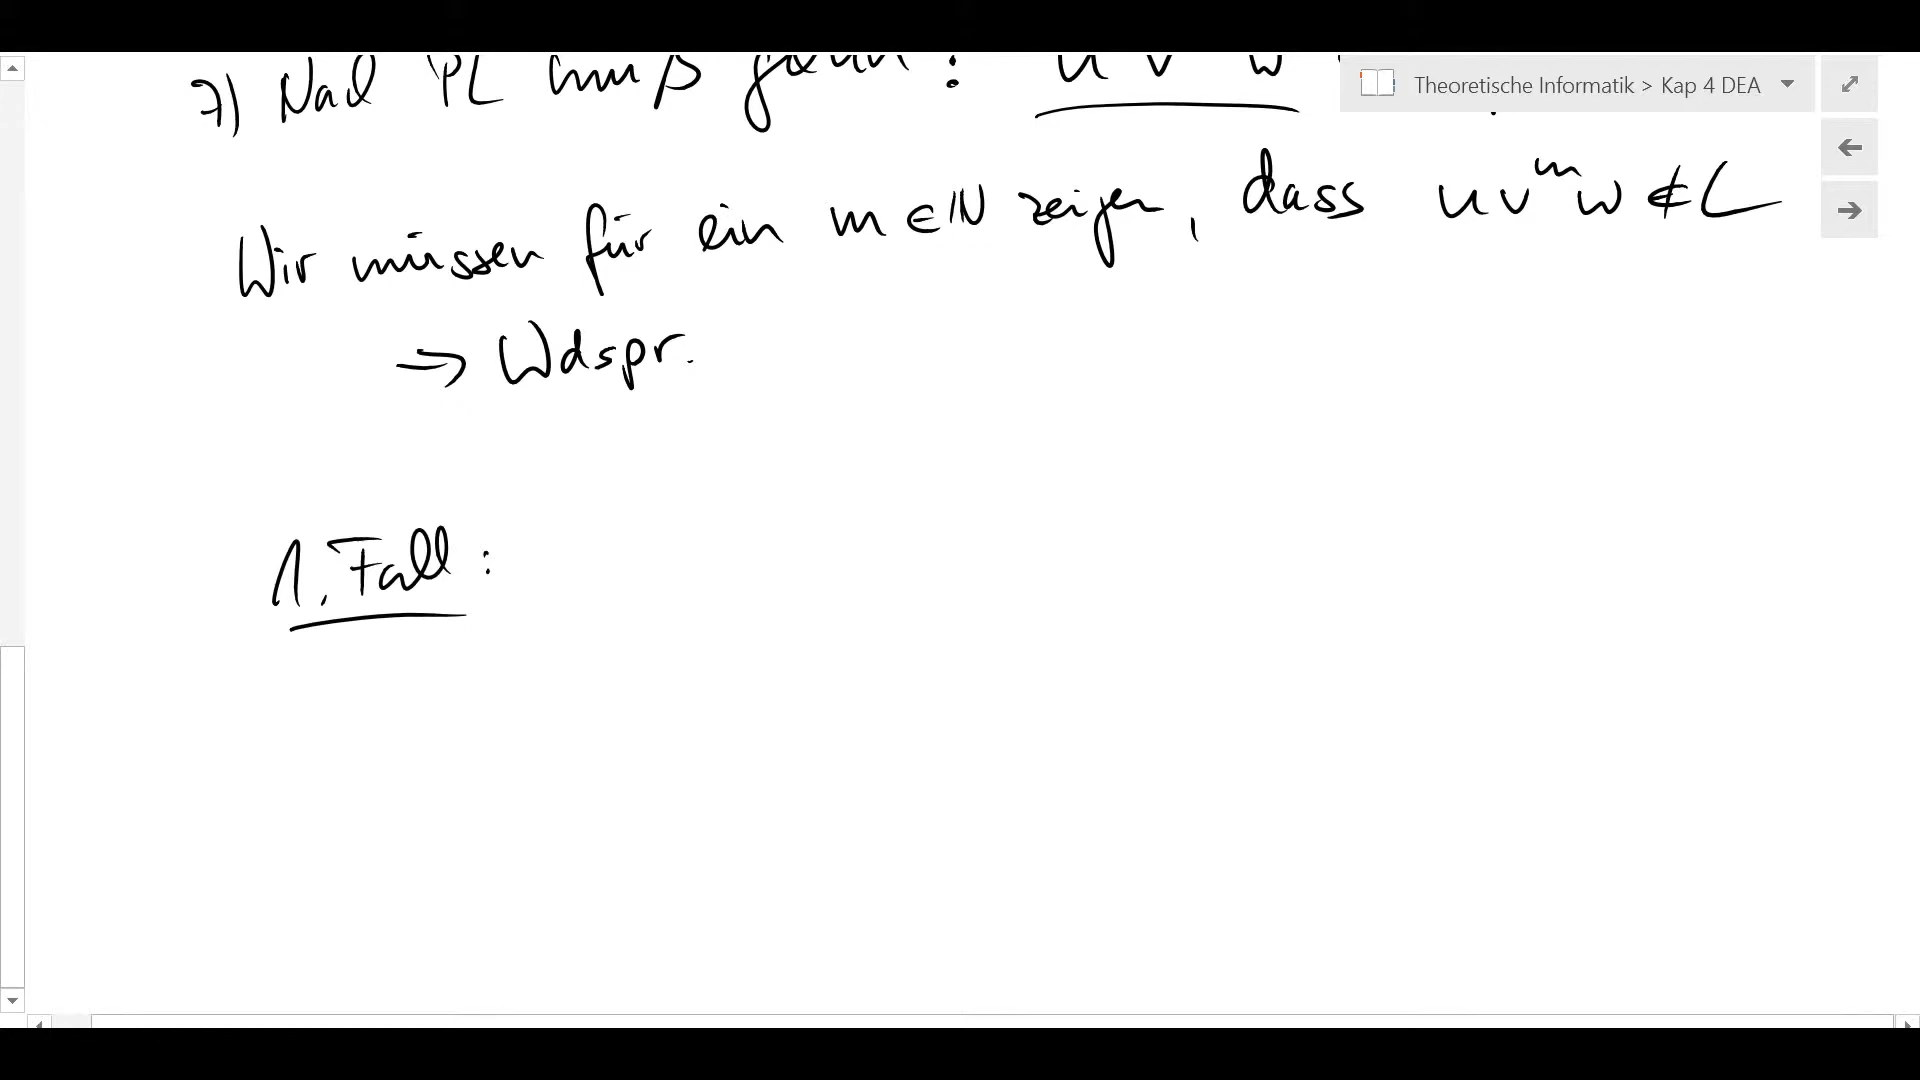 7) Nach PL muß gelten: u v w
Theoretische Informatik > Kap 4 DEA
Wir müssen für ein m ∈ ℕ zeigen, dass uvᵐw ∉ L
→ Wdspr.
1. Fall: